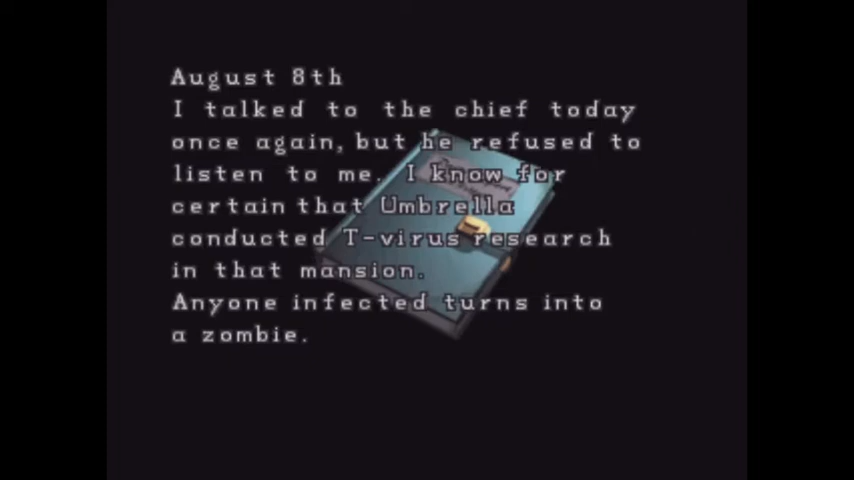 August 8th
I talked to the chief today
once again, but he refused to
listen to me. I know for
certain that Umbrella
conducted T-virus research
in that mansion.
Anyone infected turns into
a zombie.